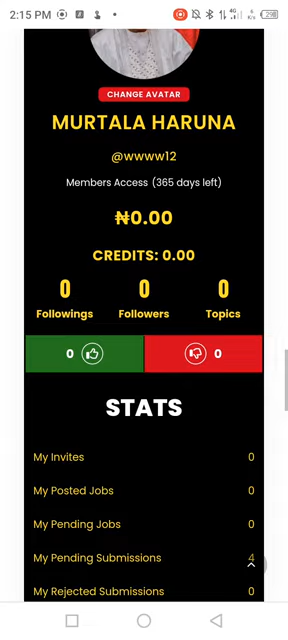 2:15 PM
4G
K/s
298
CHANGE AVATAR
MURTALA HARUNA
@wwww12
Members Access (365 days left)
₦0.00
CREDITS: 0.00
0 0 0
Followings Followers Topics
0 0
STATS
My Invites 0
My Posted Jobs 0
My Pending Jobs 0
My Pending Submissions 4
My Rejected Submissions 0